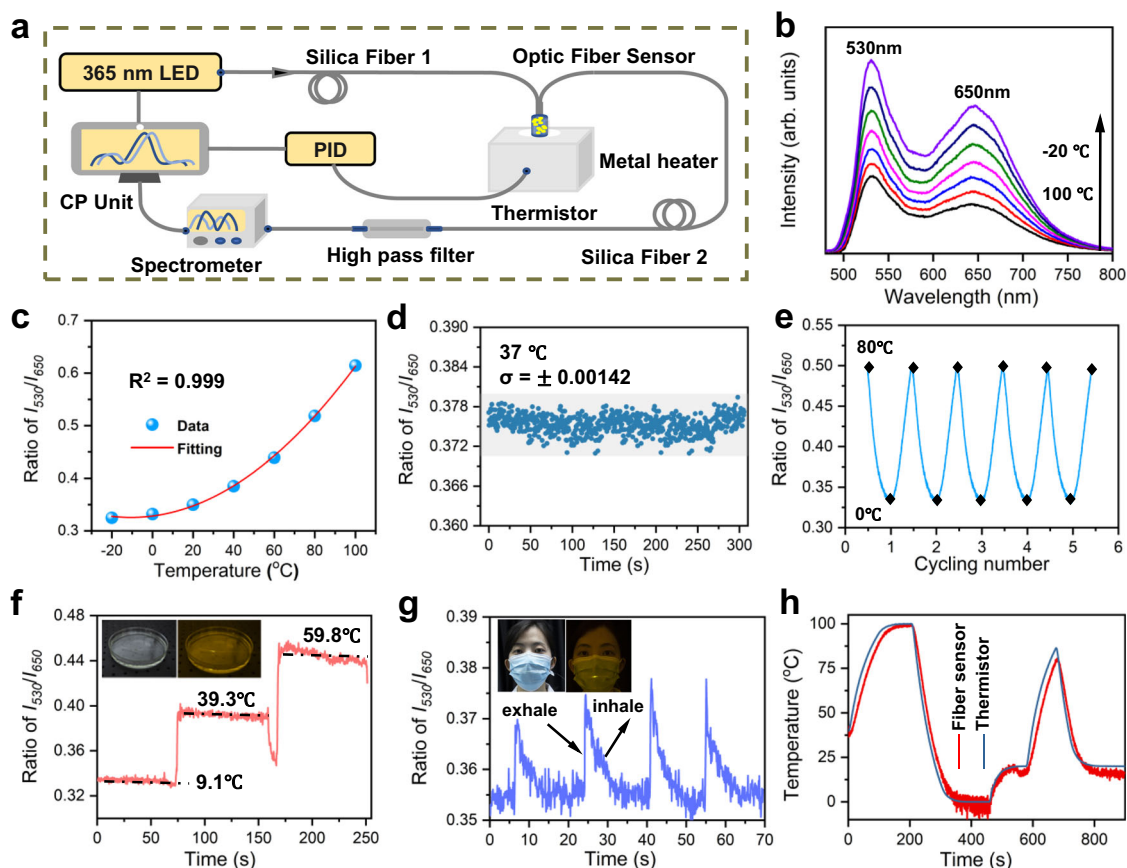 a
365 nm LED
Silica Fiber 1
Optic Fiber Sensor
PID
CP Unit
Metal heater
Thermistor
Spectrometer
High pass filter
Silica Fiber 2
b
530nm
650nm
-20 ℃
100 ℃
Intensity (arb. units)
500 550 600 650 700 750 800
Wavelength (nm)
c
0.7
0.6
0.5
0.4
0.3
R² = 0.999
Data
Fitting
Ratio of I530/I650
-20 0 20 40 60 80 100
Temperature (°C)
d
0.390
0.384
0.378
0.372
0.366
0.360
37 ℃
σ = ± 0.00142
Ratio of I530/I650
0 50 100 150 200 250 300
Time (s)
e
0.55
0.50
0.45
0.40
0.35
0.30
80℃
0℃
Ratio of I530/I650
0 1 2 3 4 5 6
Cycling number
f
0.48
0.44
0.40
0.36
0.32
59.8℃
39.3℃
9.1℃
Ratio of I530/I650
0 50 100 150 200 250
Time (s)
g
0.39
0.38
0.37
0.36
0.35
exhale
inhale
Ratio of I530/I650
0 10 20 30 40 50 60 70
Time (s)
h
100
75
50
25
0
Fiber sensor
Thermistor
Temperature (°C)
0 200 400 600 800
Time (s)